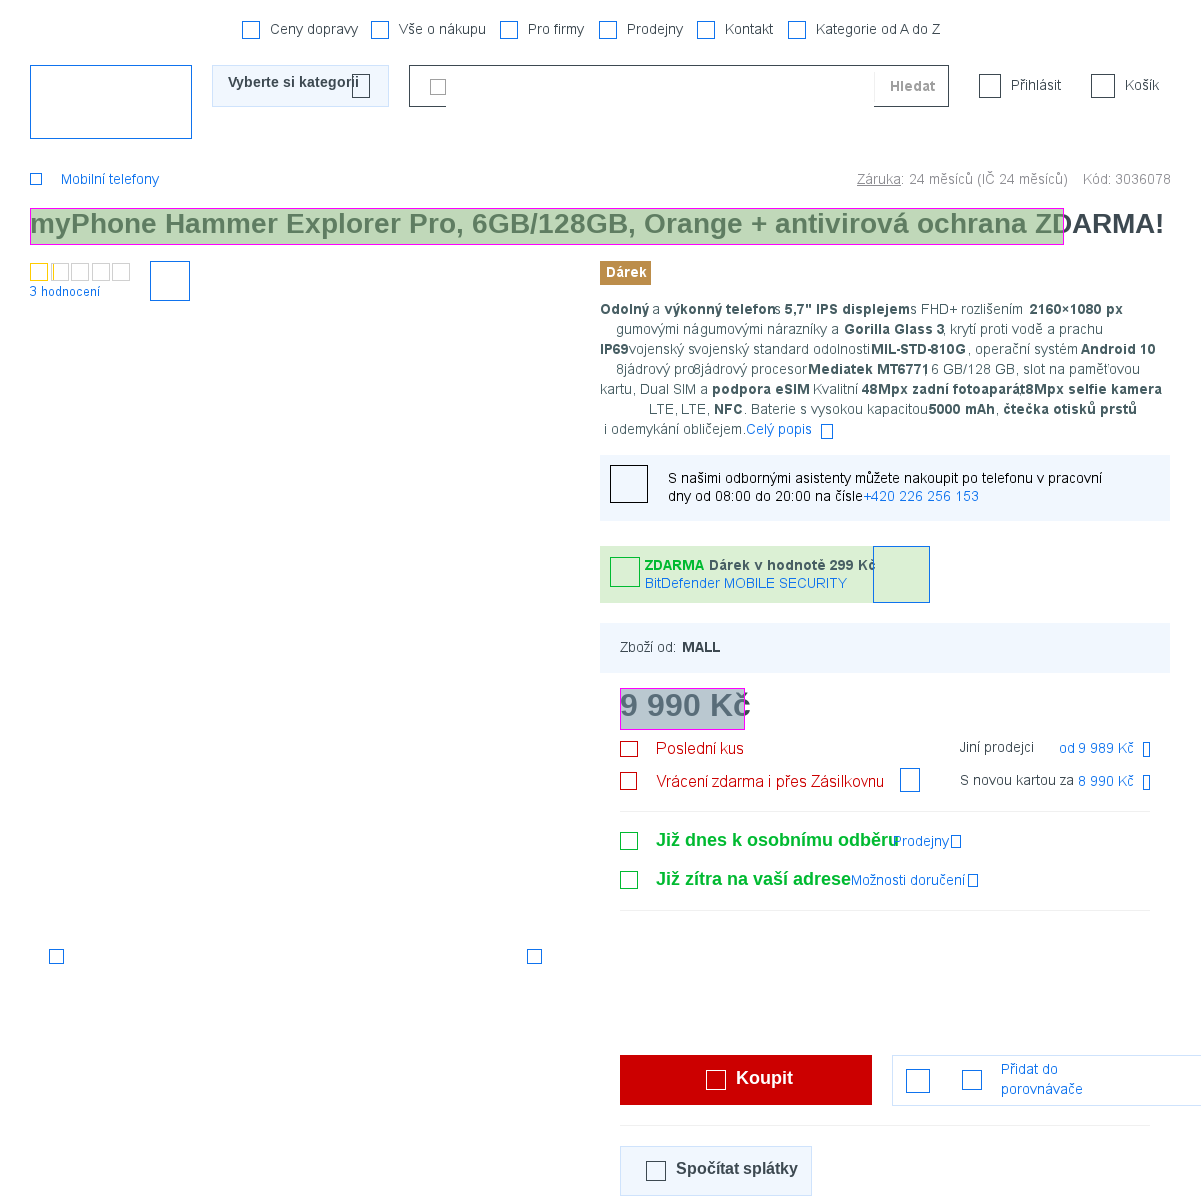 Ceny dopravy Vše o nákupu Pro firmy Prodejny Kontakt Kategorie od A do Z
Vyberte si kategorii Hledat Přihlásit Košík
Mobilní telefony Záruka: 24 měsíců (IČ 24 měsíců) Kód: 3036078
myPhone Hammer Explorer Pro, 6GB/128GB, Orange + antivirová ochrana ZDARMA!
3 hodnocení
Dárek
Odolný a výkonný telefon s 5,7" IPS displejem s FHD+ rozlišením 2160×1080 px
gumovými nágumovými nárazníky a Gorilla Glass 3, krytí proti vodě a prachu
IP69 vojenský svojenský standard odolnosti MIL-STD-810G, operační systém Android 10
8jádrový pro8jádrový procesor Mediatek MT6771, 6 GB/128 GB, slot na paměťovou
kartu, Dual SIM a podpora eSIM Kvalitní 48Mpx zadní fotoaparát, 8Mpx selfie kamera
LTE, LTE, NFC. Baterie s vysokou kapacitou 5000 mAh, čtečka otisků prstů
i odemykání obličejem. Celý popis
S našimi odbornými asistenty můžete nakoupit po telefonu v pracovní
dny od 08:00 do 20:00 na čísle +420 226 256 153
ZDARMA Dárek v hodnotě 299 Kč
BitDefender MOBILE SECURITY
Zboží od: MALL
9 990 Kč
Poslední kus Jiní prodejci od 9 989 Kč
Vrácení zdarma i přes Zásilkovnu S novou kartou za 8 990 Kč
Již dnes k osobnímu odběru Prodejny
Již zítra na vaší adrese Možnosti doručení
Koupit Přidat do
porovnávače
Spočítat splátky